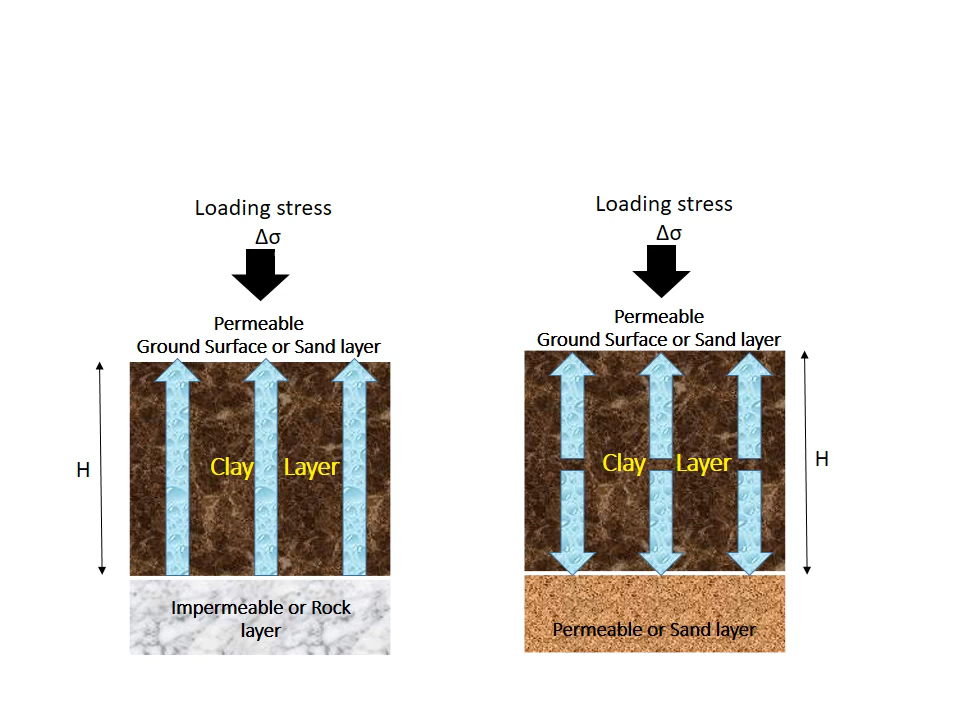 Loading stress
Δσ
Permeable
Ground Surface or Sand layer
H
Clay Layer
Impermeable or Rock
layer
Loading stress
Δσ
Permeable
Ground Surface or Sand layer
Clay Layer
H
Permeable or Sand layer